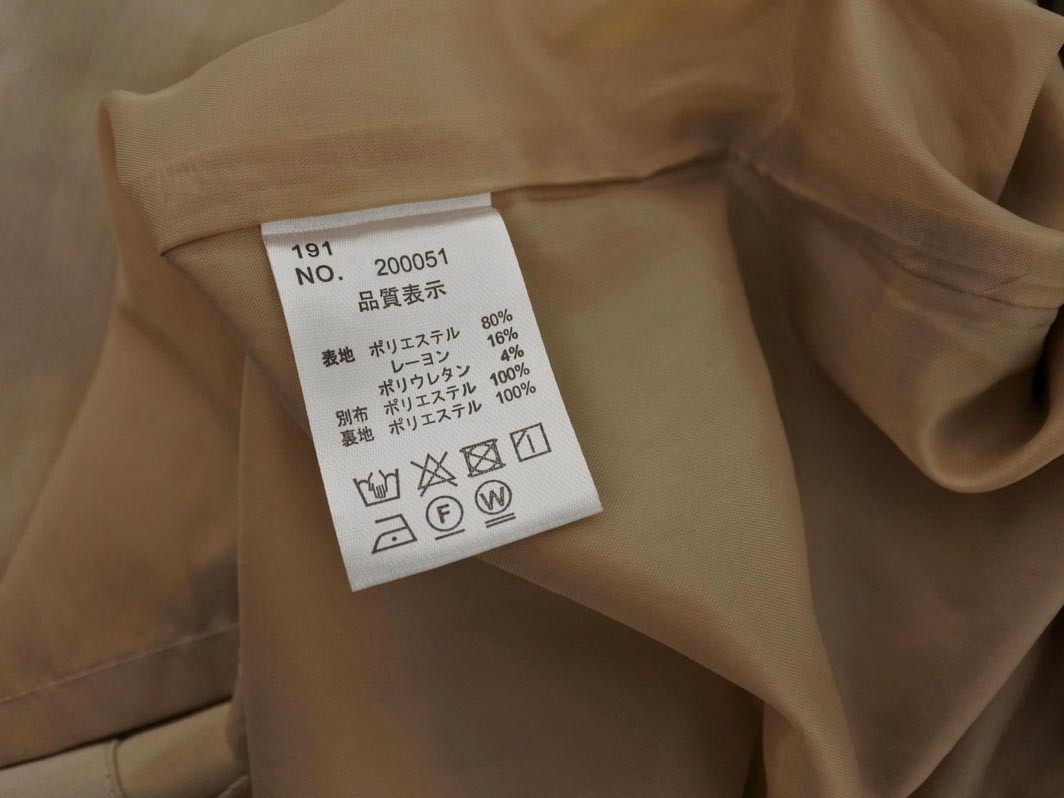 191
NO. 200051
品質表示
表地 ポリエステル 80%
レーヨン 16%
ポリウレタン 4%
別布 ポリエステル 100%
裏地 ポリエステル 100%
F W